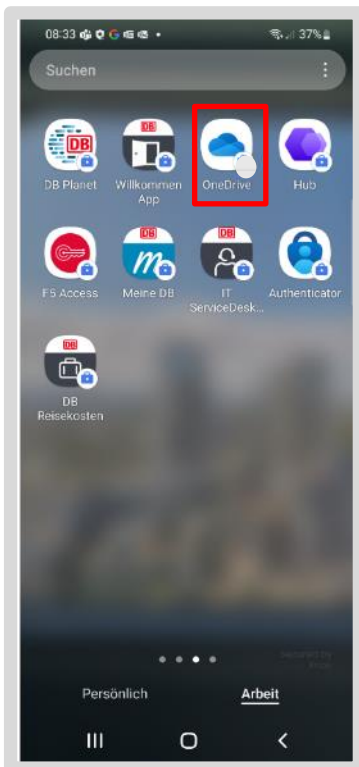 08:33 37%
Suchen
DB
DB Planet
DB
Willkommen
App
OneDrive
Hub
F5 Access
DB
m
Meine DB
DB
IT
ServiceDesk...
Authenticator
DB
DB
Reisekosten
Persönlich
Arbeit